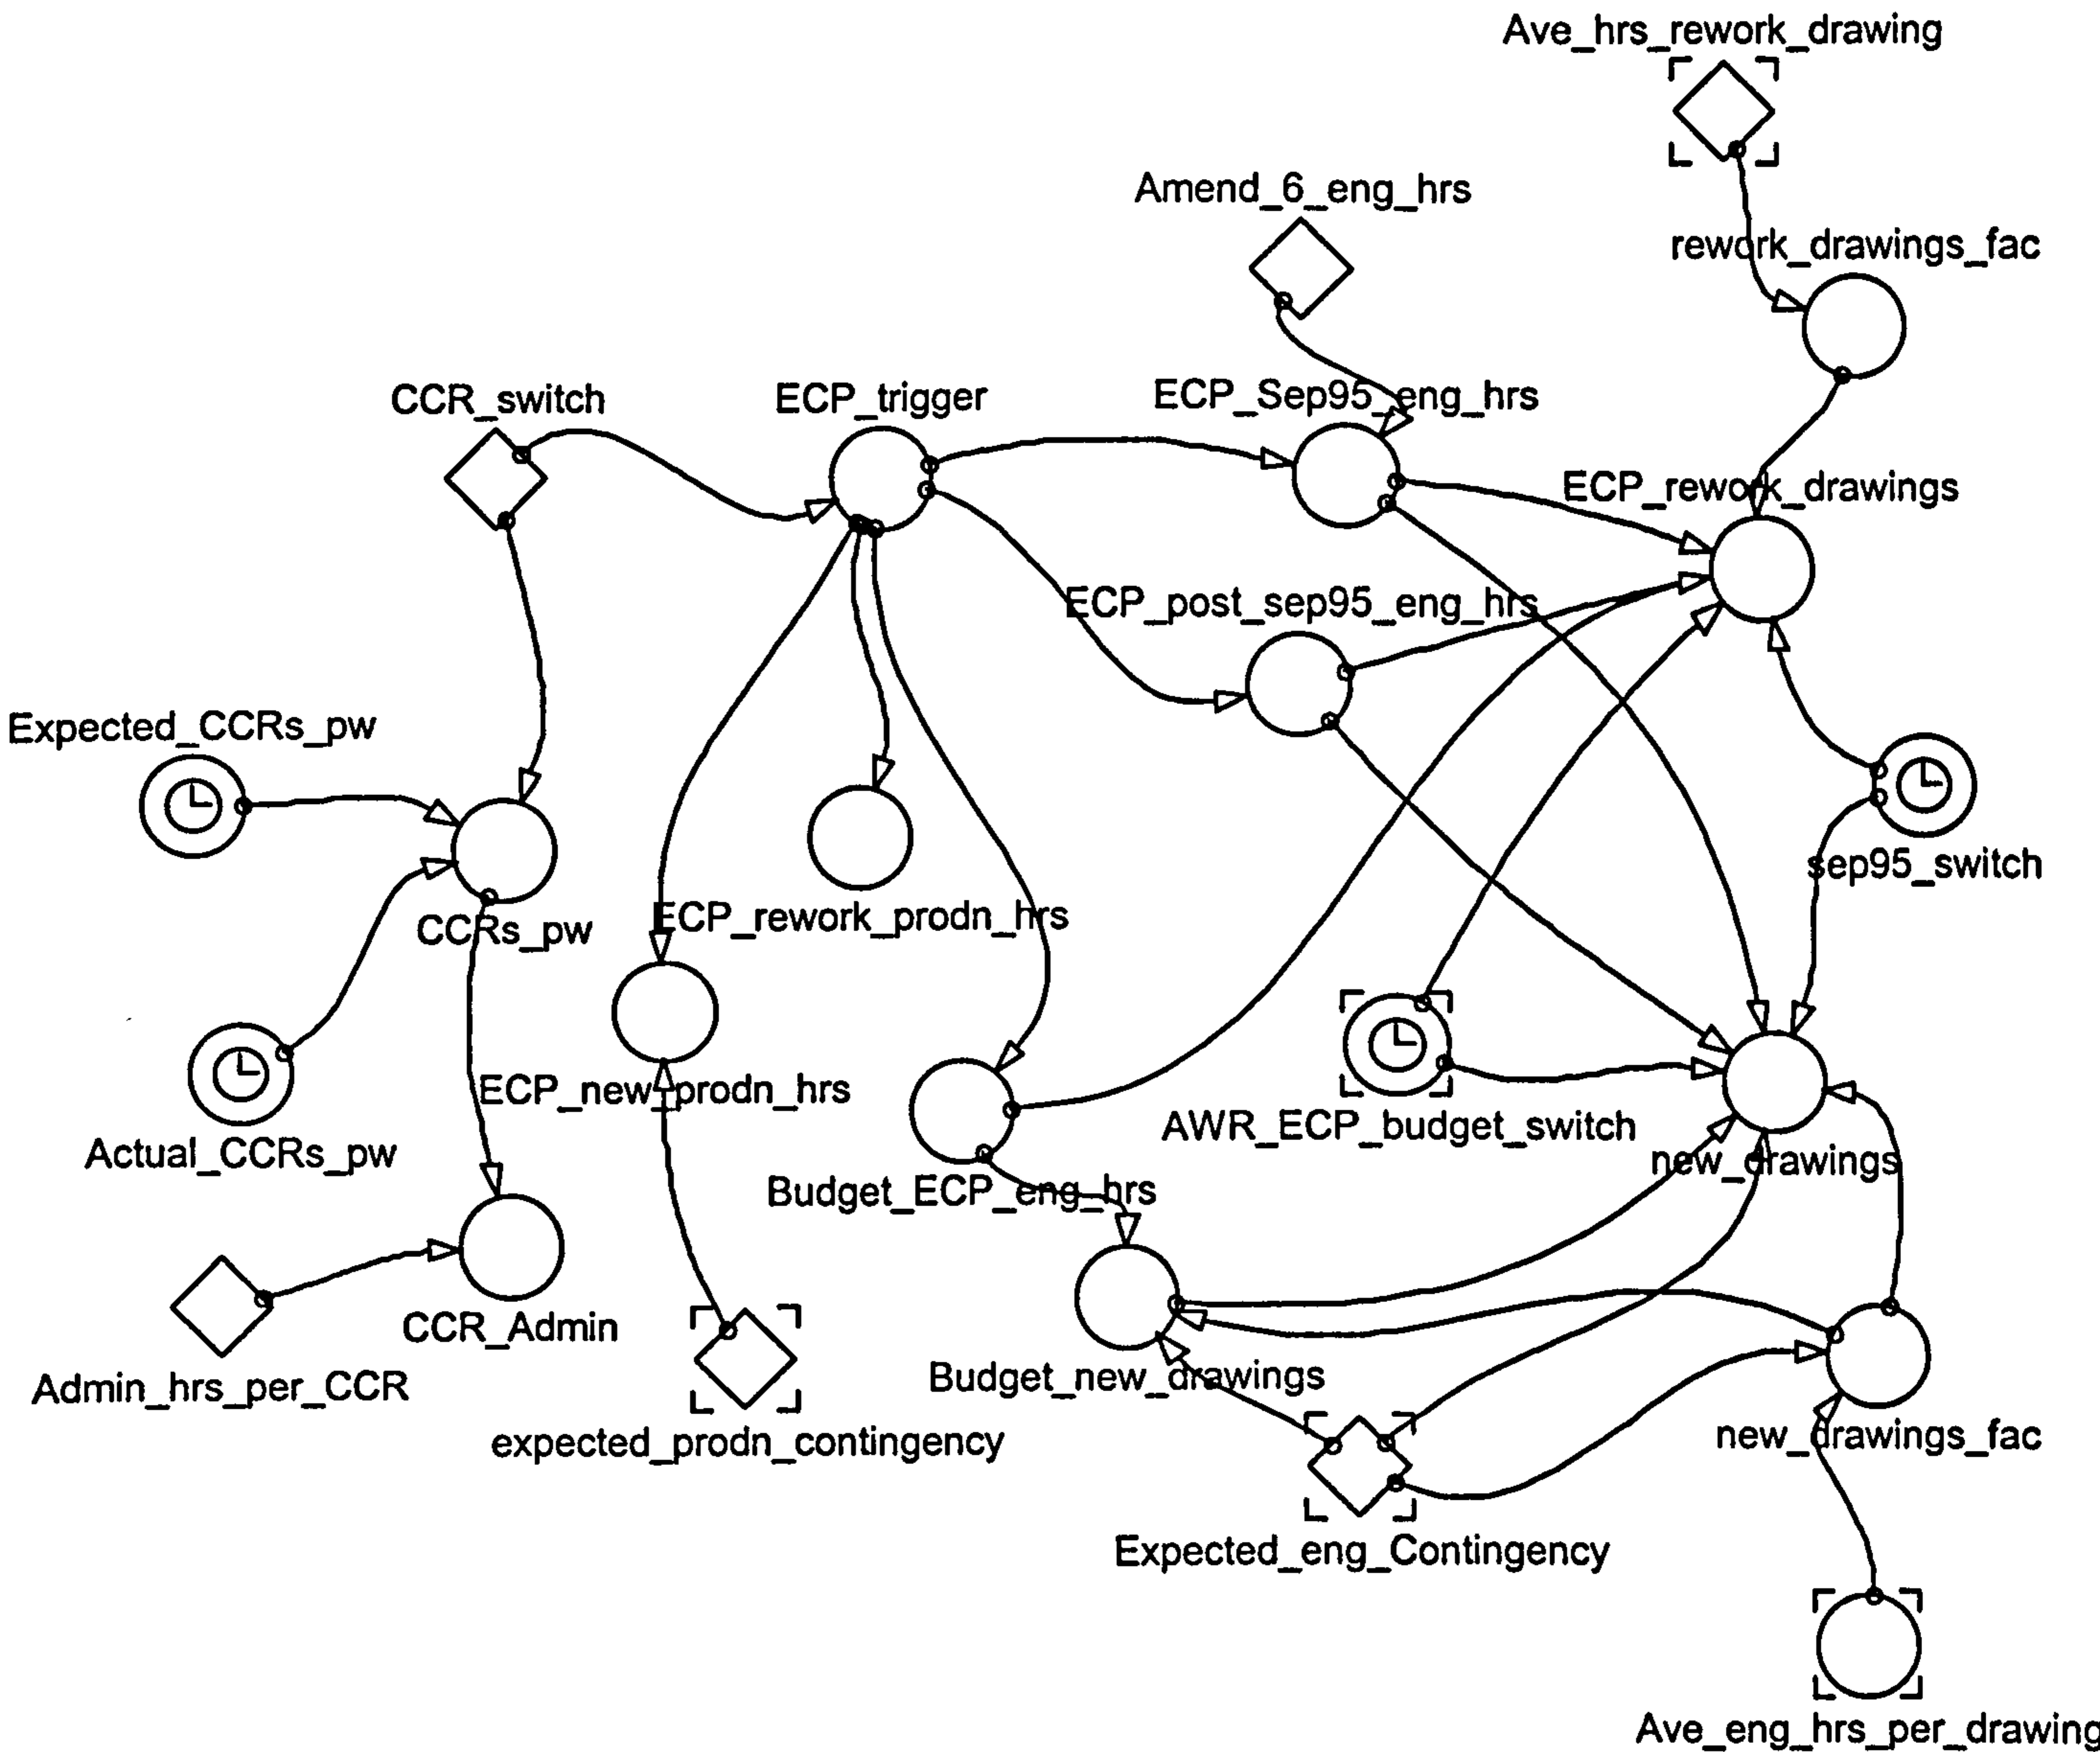 Ave_hrs_rework_drawing
Amend_6_eng_hrs
rework_drawings_fac
CCR_switch
ECP_trigger
ECP_Sep95_eng_hrs
ECP_rework_drawings
ECP_post_sep95_eng_hrs
Expected_CCRs_pw
sep95_switch
ECP_rework_prodn_hrs
CCRs_pw
ECP_new_prodn_hrs
AWR_ECP_budget_switch
Actual_CCRs_pw
new_drawings
Budget_ECP_eng_hrs
CCR_Admin
Admin_hrs_per_CCR
Budget_new_drawings
expected_prodn_contingency
new_drawings_fac
Expected_eng_Contingency
Ave_eng_hrs_per_drawing